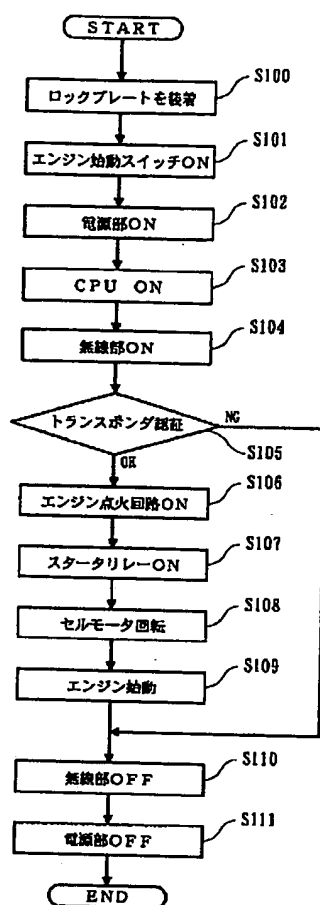 START
S100
ロックプレートを装着
S101
エンジン始動スイッチON
S102
電源部ON
S103
CPU ON
S104
無線部ON
トランスポンダ認証
NG
S105
OK
S106
エンジン点火回路ON
S107
スタータリレーON
S108
セルモータ回転
S109
エンジン始動
S110
無線部OFF
S111
電源部OFF
END